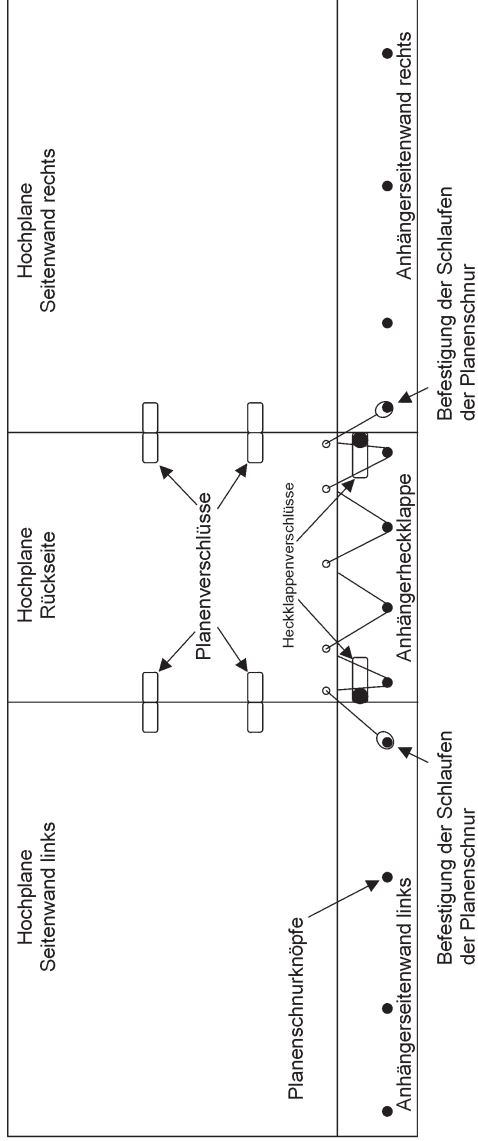 Hochplane
Seitenwand links
Hochplane
Rückseite
Hochplane
Seitenwand rechts
Planenverschlüsse
Heckklappenverschlüsse
Planenschnurknöpfe
Anhängerseitenwand links
Anhängerheckklappe
Anhängerseitenwand rechts
Befestigung der Schlaufen
der Planenschnur
Befestigung der Schlaufen
der Planenschnur